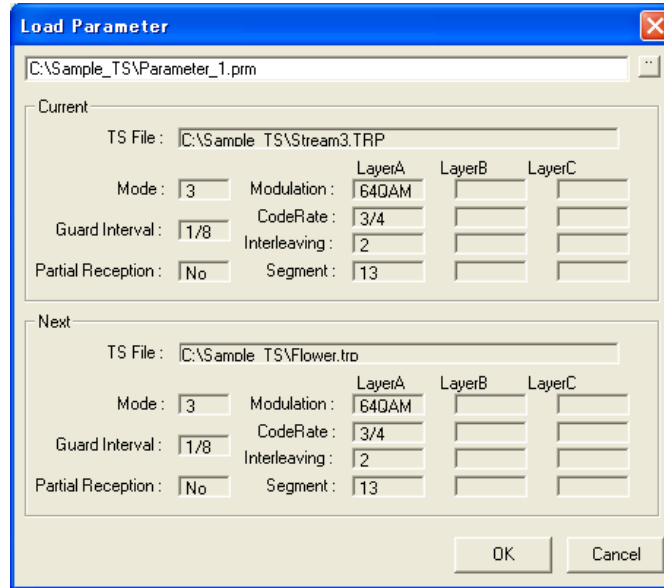 Load Parameter
C:\Sample_TS\Parameter_1.prm ..
Current
TS File : C:\Sample_TS\Stream3.TRP
LayerA LayerB LayerC
Mode : 3 Modulation : 64QAM
CodeRate : 3/4
Guard Interval : 1/8
Interleaving : 2
Partial Reception : No Segment : 13
Next
TS File : C:\Sample_TS\Flower.trp
LayerA LayerB LayerC
Mode : 3 Modulation : 64QAM
CodeRate : 3/4
Guard Interval : 1/8
Interleaving : 2
Partial Reception : No Segment : 13
OK Cancel